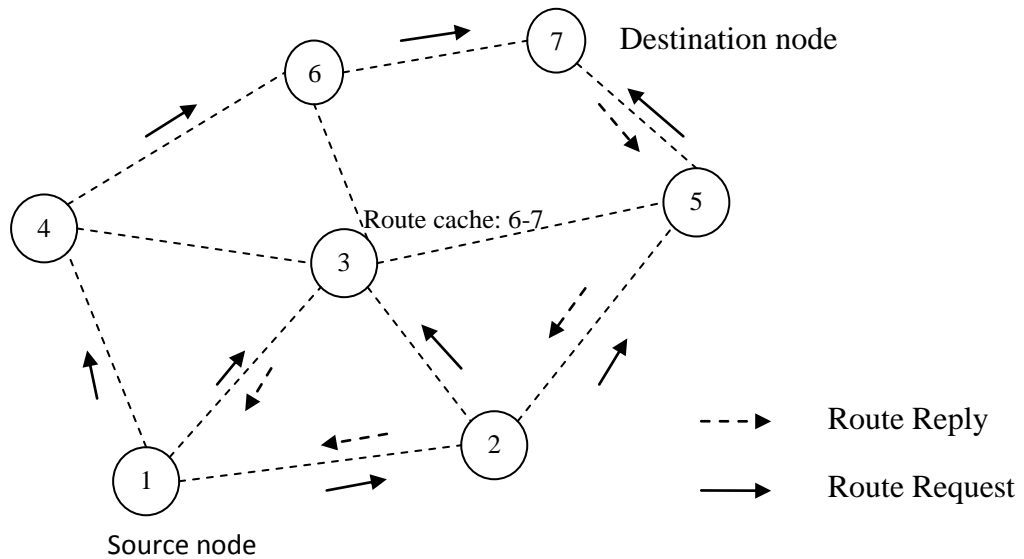 7
Destination node
6
5
4
Route cache: 6-7
3
2
Route Reply
1
Route Request
Source node